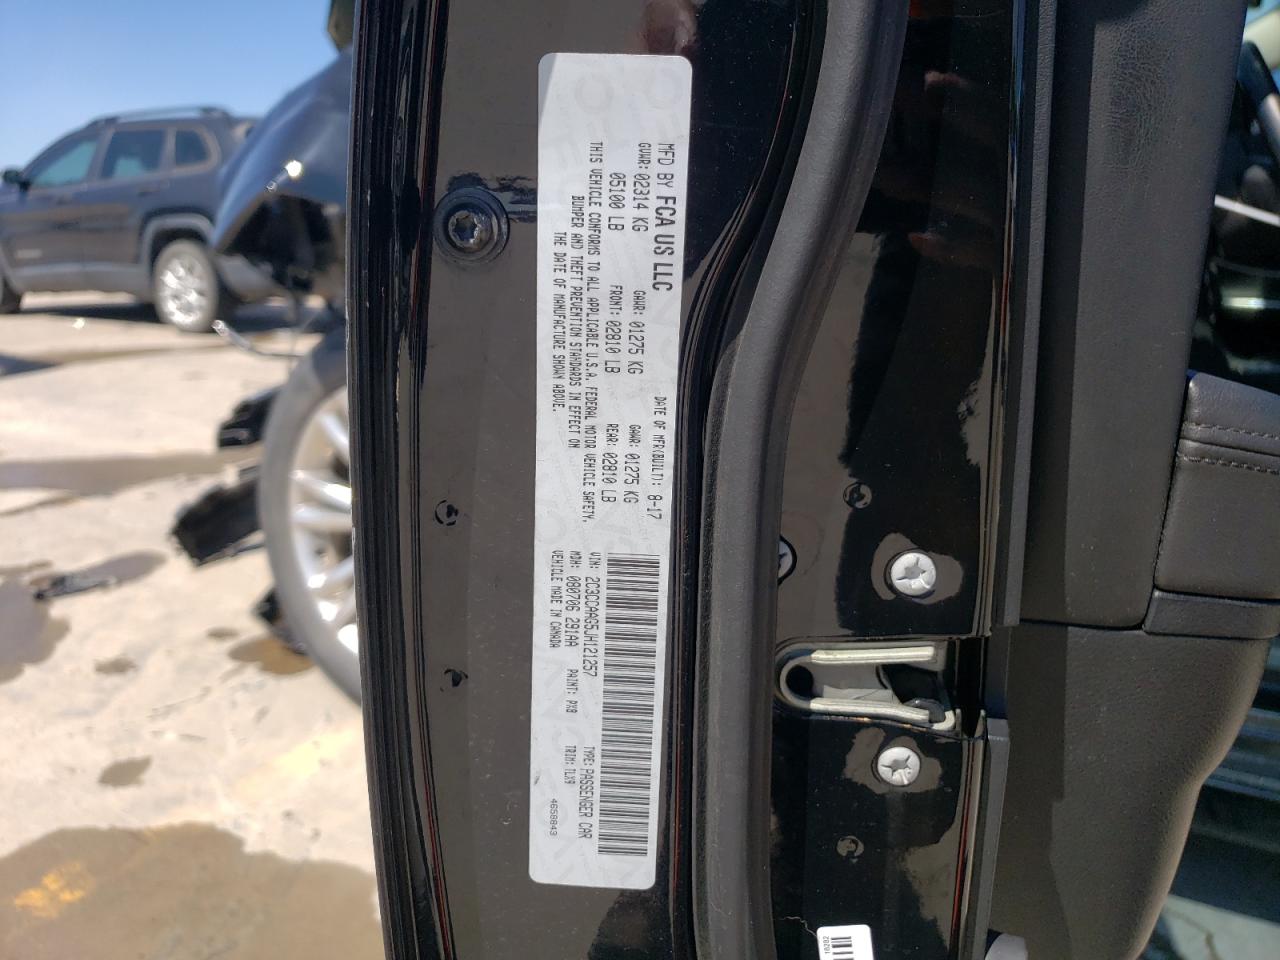 MFD BY FCA US LLC
DATE OF MFR(BUILT): 8-17
GVWR: 02314 KG GAWR: 01275 KG GAWR: 01275 KG
05100 LB FRONT: 02810 LB REAR: 02810 LB
THIS VEHICLE CONFORMS TO ALL APPLICABLE U.S.A. FEDERAL MOTOR VEHICLE SAFETY,
BUMPER AND THEFT PREVENTION STANDARDS IN EFFECT ON
THE DATE OF MANUFACTURE SHOWN ABOVE.
VIN: 2C3CCAAG5JH121257 TYPE: PASSENGER CAR
MDH: 080706 291AA PAINT: PX8 TRIM: TLX9
VEHICLE MADE IN CANADA 4658843